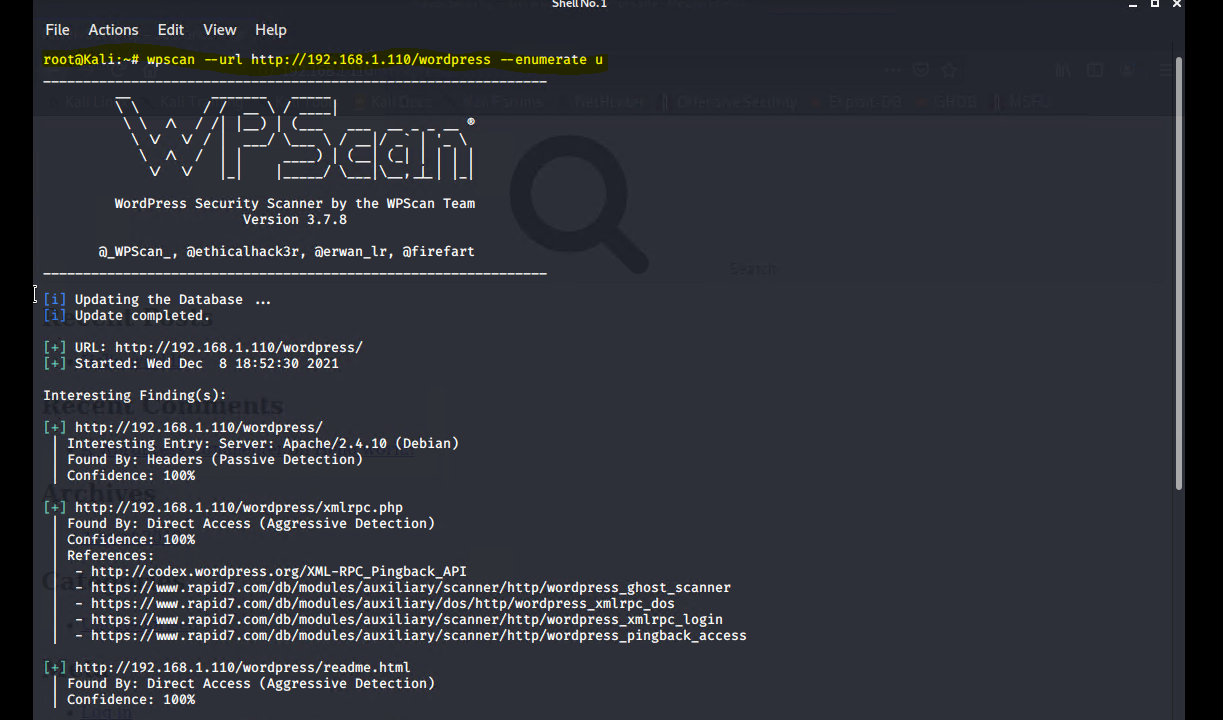 Shell No. 1
File Actions Edit View Help
root@Kali:~# wpscan --url http://192.168.1.110/wordpress --enumerate u
WPScan ®
WordPress Security Scanner by the WPScan Team
Version 3.7.8
@_WPScan_, @ethicalhack3r, @erwan_lr, @firefart
[i] Updating the Database ...
[i] Update completed.
Recent Posts
[+] URL: http://192.168.1.110/wordpress/
[+] Started: Wed Dec  8 18:52:30 2021
Interesting Finding(s):
Recent Comments
[+] http://192.168.1.110/wordpress/
| Interesting Entry: Server: Apache/2.4.10 (Debian)
| Found By: Headers (Passive Detection)
| Confidence: 100%
Archives
[+] http://192.168.1.110/wordpress/xmlrpc.php
| Found By: Direct Access (Aggressive Detection)
| Confidence: 100%
| References:
|  - http://codex.wordpress.org/XML-RPC_Pingback_API
|  - https://www.rapid7.com/db/modules/auxiliary/scanner/http/wordpress_ghost_scanner
|  - https://www.rapid7.com/db/modules/auxiliary/dos/http/wordpress_xmlrpc_dos
|  - https://www.rapid7.com/db/modules/auxiliary/scanner/http/wordpress_xmlrpc_login
|  - https://www.rapid7.com/db/modules/auxiliary/scanner/http/wordpress_pingback_access
[+] http://192.168.1.110/wordpress/readme.html
| Found By: Direct Access (Aggressive Detection)
| Confidence: 100%
Log in
Search